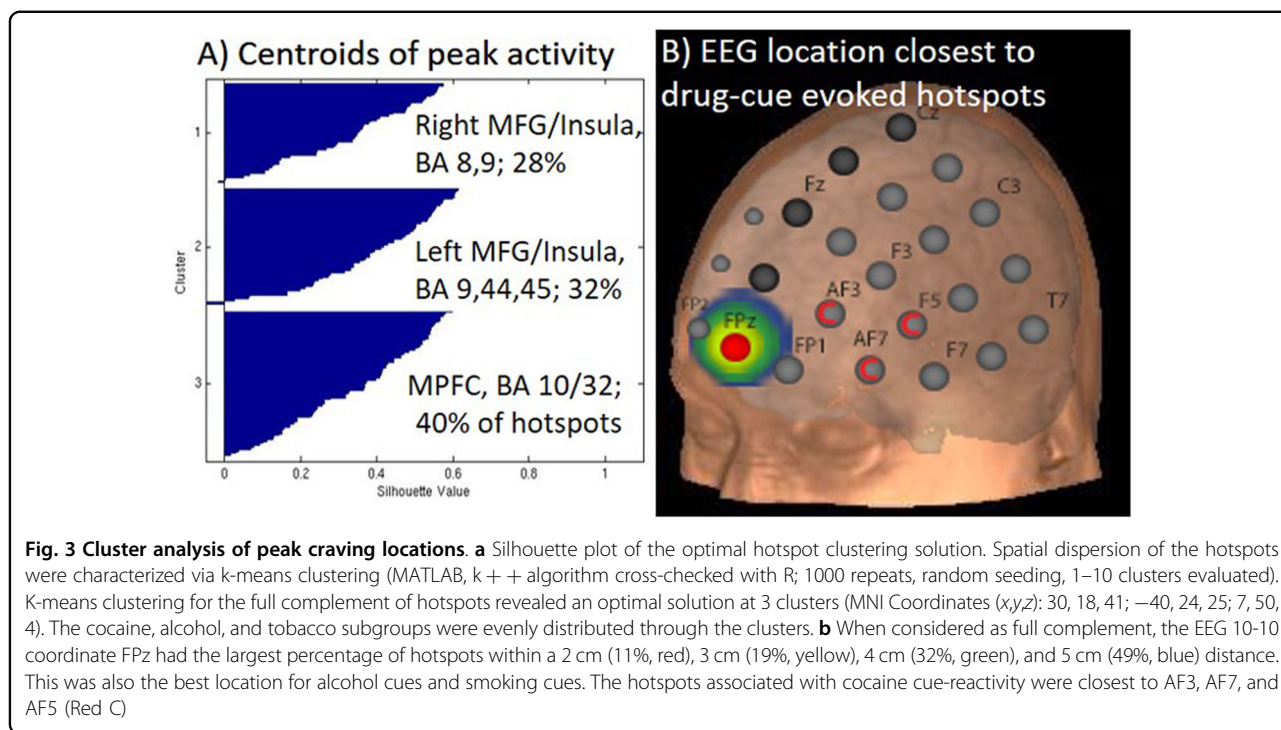 A) Centroids of peak activity
Cluster
1
2
3
Right MFG/Insula,
BA 8,9; 28%
Left MFG/Insula,
BA 9,44,45; 32%
MPFC, BA 10/32;
40% of hotspots
0
0.2
0.4
0.6
0.8
1
Silhouette Value
B) EEG location closest to
drug-cue evoked hotspots
Cz
Fz
C3
F3
AF3
F5
T7
FP2
FPz
FP1
AF7
F7
C
C
C
Fig. 3 Cluster analysis of peak craving locations. a Silhouette plot of the optimal hotspot clustering solution. Spatial dispersion of the hotspots
were characterized via k-means clustering (MATLAB, k + + algorithm cross-checked with R; 1000 repeats, random seeding, 1–10 clusters evaluated).
K-means clustering for the full complement of hotspots revealed an optimal solution at 3 clusters (MNI Coordinates (x,y,z): 30, 18, 41; −40, 24, 25; 7, 50,
4). The cocaine, alcohol, and tobacco subgroups were evenly distributed through the clusters. b When considered as full complement, the EEG 10-10
coordinate FPz had the largest percentage of hotspots within a 2 cm (11%, red), 3 cm (19%, yellow), 4 cm (32%, green), and 5 cm (49%, blue) distance.
This was also the best location for alcohol cues and smoking cues. The hotspots associated with cocaine cue-reactivity were closest to AF3, AF7, and
AF5 (Red C)